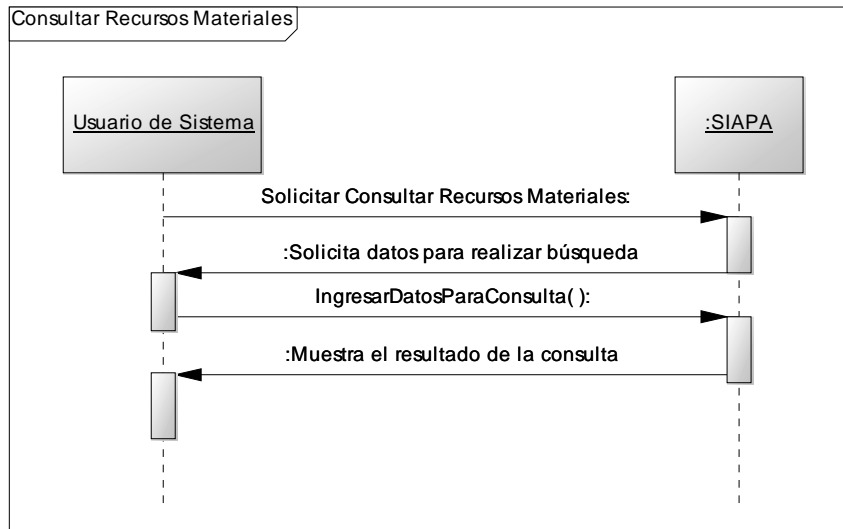 Consultar Recursos Materiales
Usuario de Sistema
:SIAPA
Solicitar Consultar Recursos Materiales:
:Solicita datos para realizar búsqueda
IngresarDatosParaConsulta( ):
:Muestra el resultado de la consulta